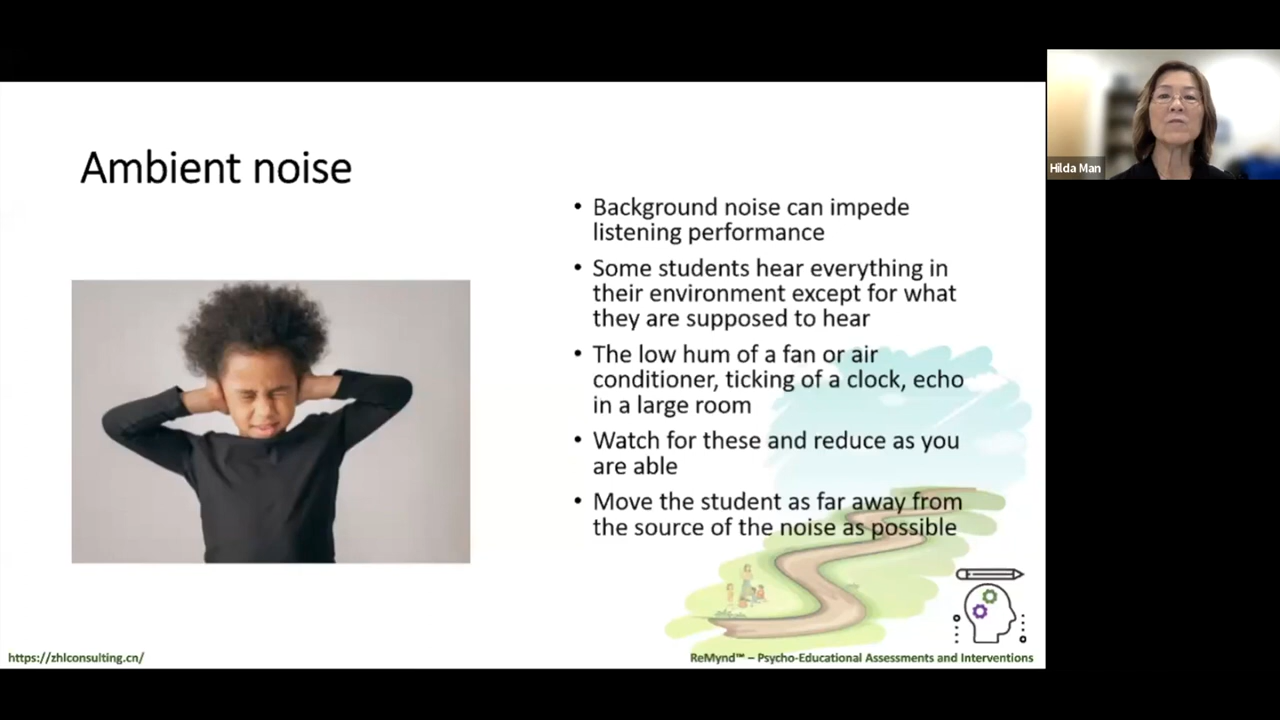 Ambient noise
• Background noise can impede
listening performance
• Some students hear everything in
their environment except for what
they are supposed to hear
• The low hum of a fan or air
conditioner, ticking of a clock, echo
in a large room
• Watch for these and reduce as you
are able
• Move the student as far away from
the source of the noise as possible
https://zhlconsulting.cn/
ReMynd™ – Psycho-Educational Assessments and Interventions
Hilda Man